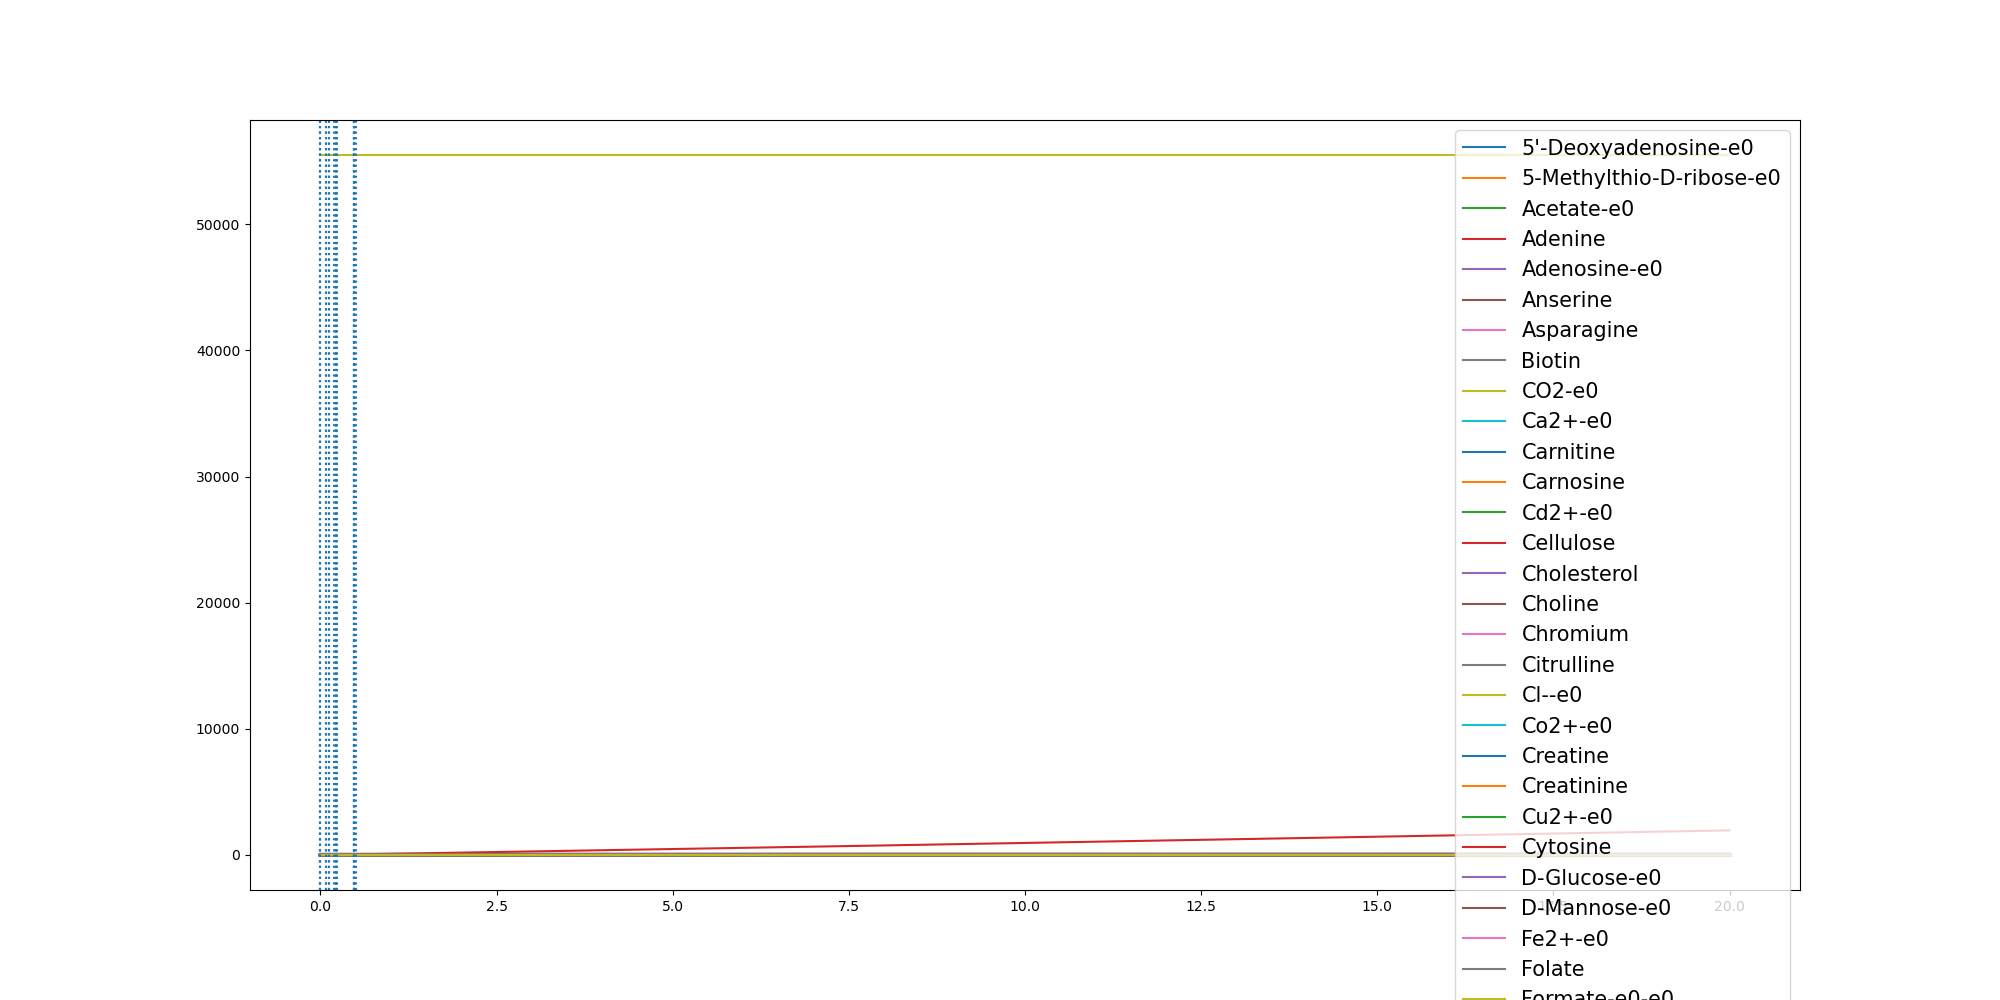 50000
40000
30000
20000
10000
0
0.0
2.5
5.0
7.5
10.0
12.5
15.0
20.0
5'-Deoxyadenosine-e0
5-Methylthio-D-ribose-e0
Acetate-e0
Adenine
Adenosine-e0
Anserine
Asparagine
Biotin
CO2-e0
Ca2+-e0
Carnitine
Carnosine
Cd2+-e0
Cellulose
Cholesterol
Choline
Chromium
Citrulline
Cl--e0
Co2+-e0
Creatine
Creatinine
Cu2+-e0
Cytosine
D-Glucose-e0
D-Mannose-e0
Fe2+-e0
Folate
Formate-e0-e0